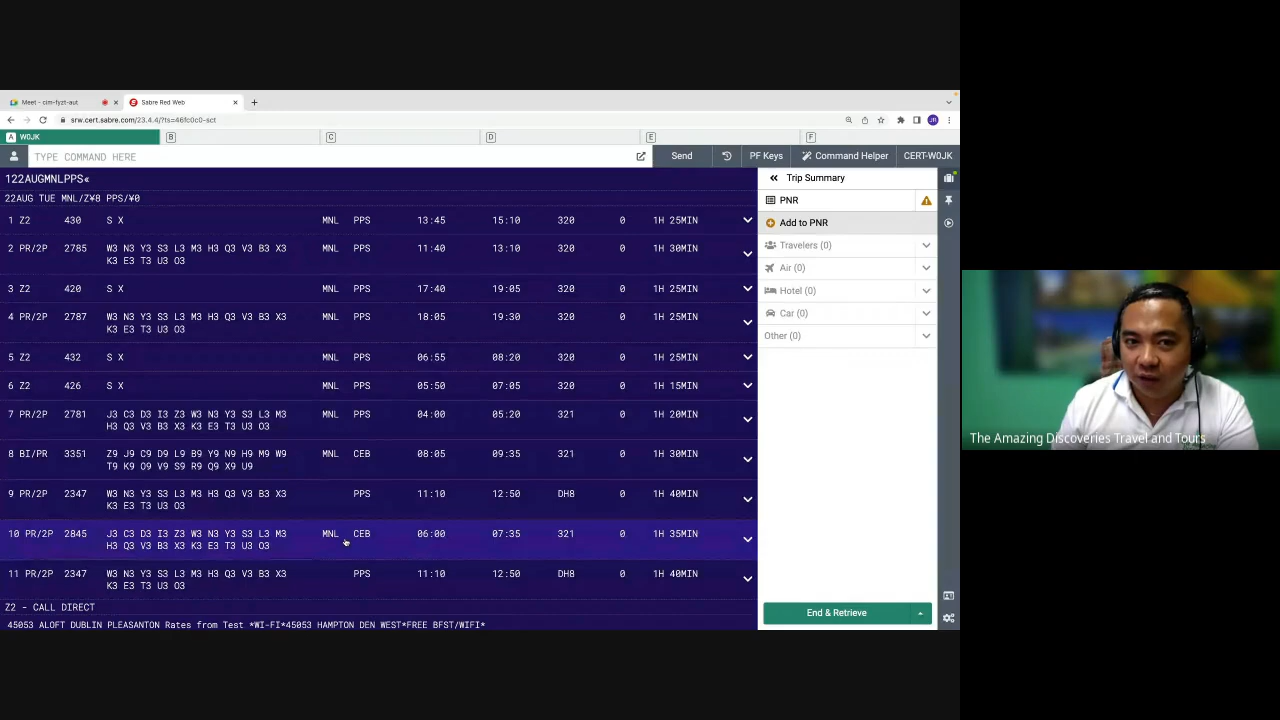 Meet - cim-fyzt-aut
Sabre Red Web
srw.cert.sabre.com/23.4.4/?ts=46fc0c0-sct
JR
A W0JK
B
C
D
E
F
TYPE COMMAND HERE
Send
PF Keys
Command Helper
CERT-W0JK
122AUGMNLPPS«
22AUG TUE MNL/Z¥8 PPS/¥0
1 Z2 430 S X MNL PPS 13:45 15:10 320 0 1H 25MIN
2 PR/2P 2785 W3 N3 Y3 S3 L3 M3 H3 Q3 V3 B3 X3 MNL PPS 11:40 13:10 320 0 1H 30MIN
K3 E3 T3 U3 O3
3 Z2 420 S X MNL PPS 17:40 19:05 320 0 1H 25MIN
4 PR/2P 2787 W3 N3 Y3 S3 L3 M3 H3 Q3 V3 B3 X3 MNL PPS 18:05 19:30 320 0 1H 25MIN
K3 E3 T3 U3 O3
5 Z2 432 S X MNL PPS 06:55 08:20 320 0 1H 25MIN
6 Z2 426 S X MNL PPS 05:50 07:05 320 0 1H 15MIN
7 PR/2P 2781 J3 C3 D3 I3 Z3 W3 N3 Y3 S3 L3 M3 MNL PPS 04:00 05:20 321 0 1H 20MIN
H3 Q3 V3 B3 X3 K3 E3 T3 U3 O3
8 BI/PR 3351 Z9 J9 C9 D9 L9 B9 Y9 N9 H9 M9 W9 MNL CEB 08:05 09:35 321 0 1H 30MIN
T9 K9 O9 V9 S9 R9 Q9 X9 U9
9 PR/2P 2347 W3 N3 Y3 S3 L3 M3 H3 Q3 V3 B3 X3 PPS 11:10 12:50 DH8 0 1H 40MIN
K3 E3 T3 U3 O3
10 PR/2P 2845 J3 C3 D3 I3 Z3 W3 N3 Y3 S3 L3 M3 MNL CEB 06:00 07:35 321 0 1H 35MIN
H3 Q3 V3 B3 X3 K3 E3 T3 U3 O3
11 PR/2P 2347 W3 N3 Y3 S3 L3 M3 H3 Q3 V3 B3 X3 PPS 11:10 12:50 DH8 0 1H 40MIN
K3 E3 T3 U3 O3
Z2 - CALL DIRECT
45053 ALOFT DUBLIN PLEASANTON Rates from Test *WI-FI*45053 HAMPTON DEN WEST*FREE BFST/WIFI*
Trip Summary
PNR
Add to PNR
Travelers (0)
Air (0)
Hotel (0)
Car (0)
Other (0)
End & Retrieve
The Amazing Discoveries Travel and Tours